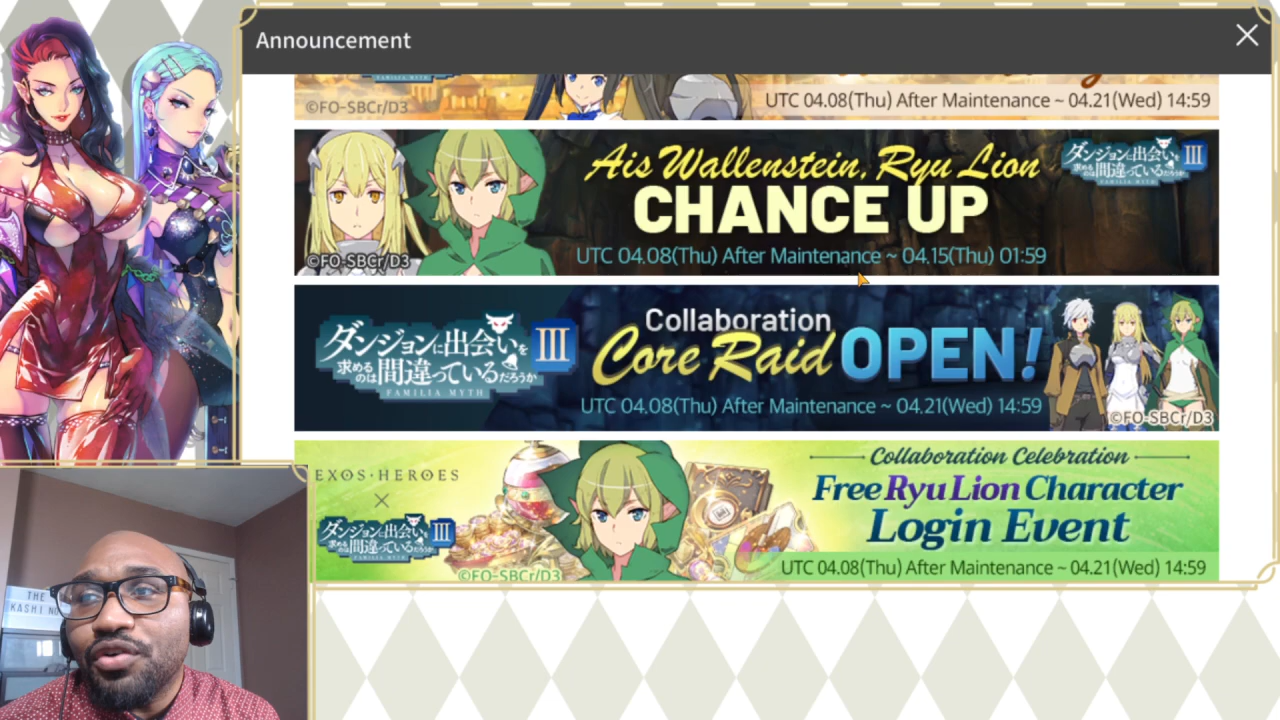 Announcement
©FO-SBCr/D3
UTC 04.08(Thu) After Maintenance ~ 04.21(Wed) 14:59
Ais Wallenstein, Ryu Lion
CHANCE UP
UTC 04.08(Thu) After Maintenance ~ 04.15(Thu) 01:59
©FO-SBCr/D3
ダンジョンに出会いを
求めるのは間違っているだろうか
III
ダンジョンに出会いを
求めるのは間違っているだろうか
III
FAMILIA MYTH
Collaboration
Core Raid OPEN!
UTC 04.08(Thu) After Maintenance ~ 04.21(Wed) 14:59
©FO-SBCr/D3
EXOS·HEROES
×
ダンジョンに出会いを
求めるのは間違っているだろうか
III
©FO-SBCr/D3
Collaboration Celebration
Free Ryu Lion Character
Login Event
UTC 04.08(Thu) After Maintenance ~ 04.21(Wed) 14:59
THE